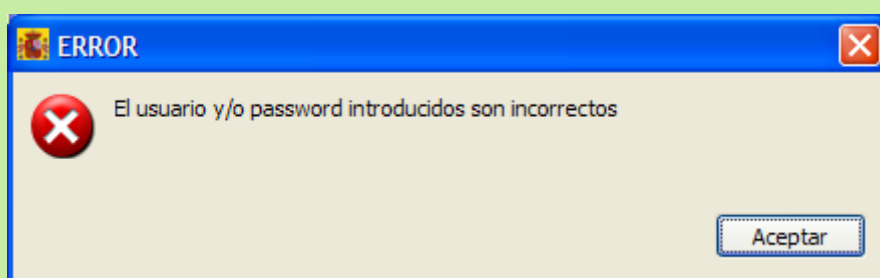 ERROR
El usuario y/o password introducidos son incorrectos
Aceptar